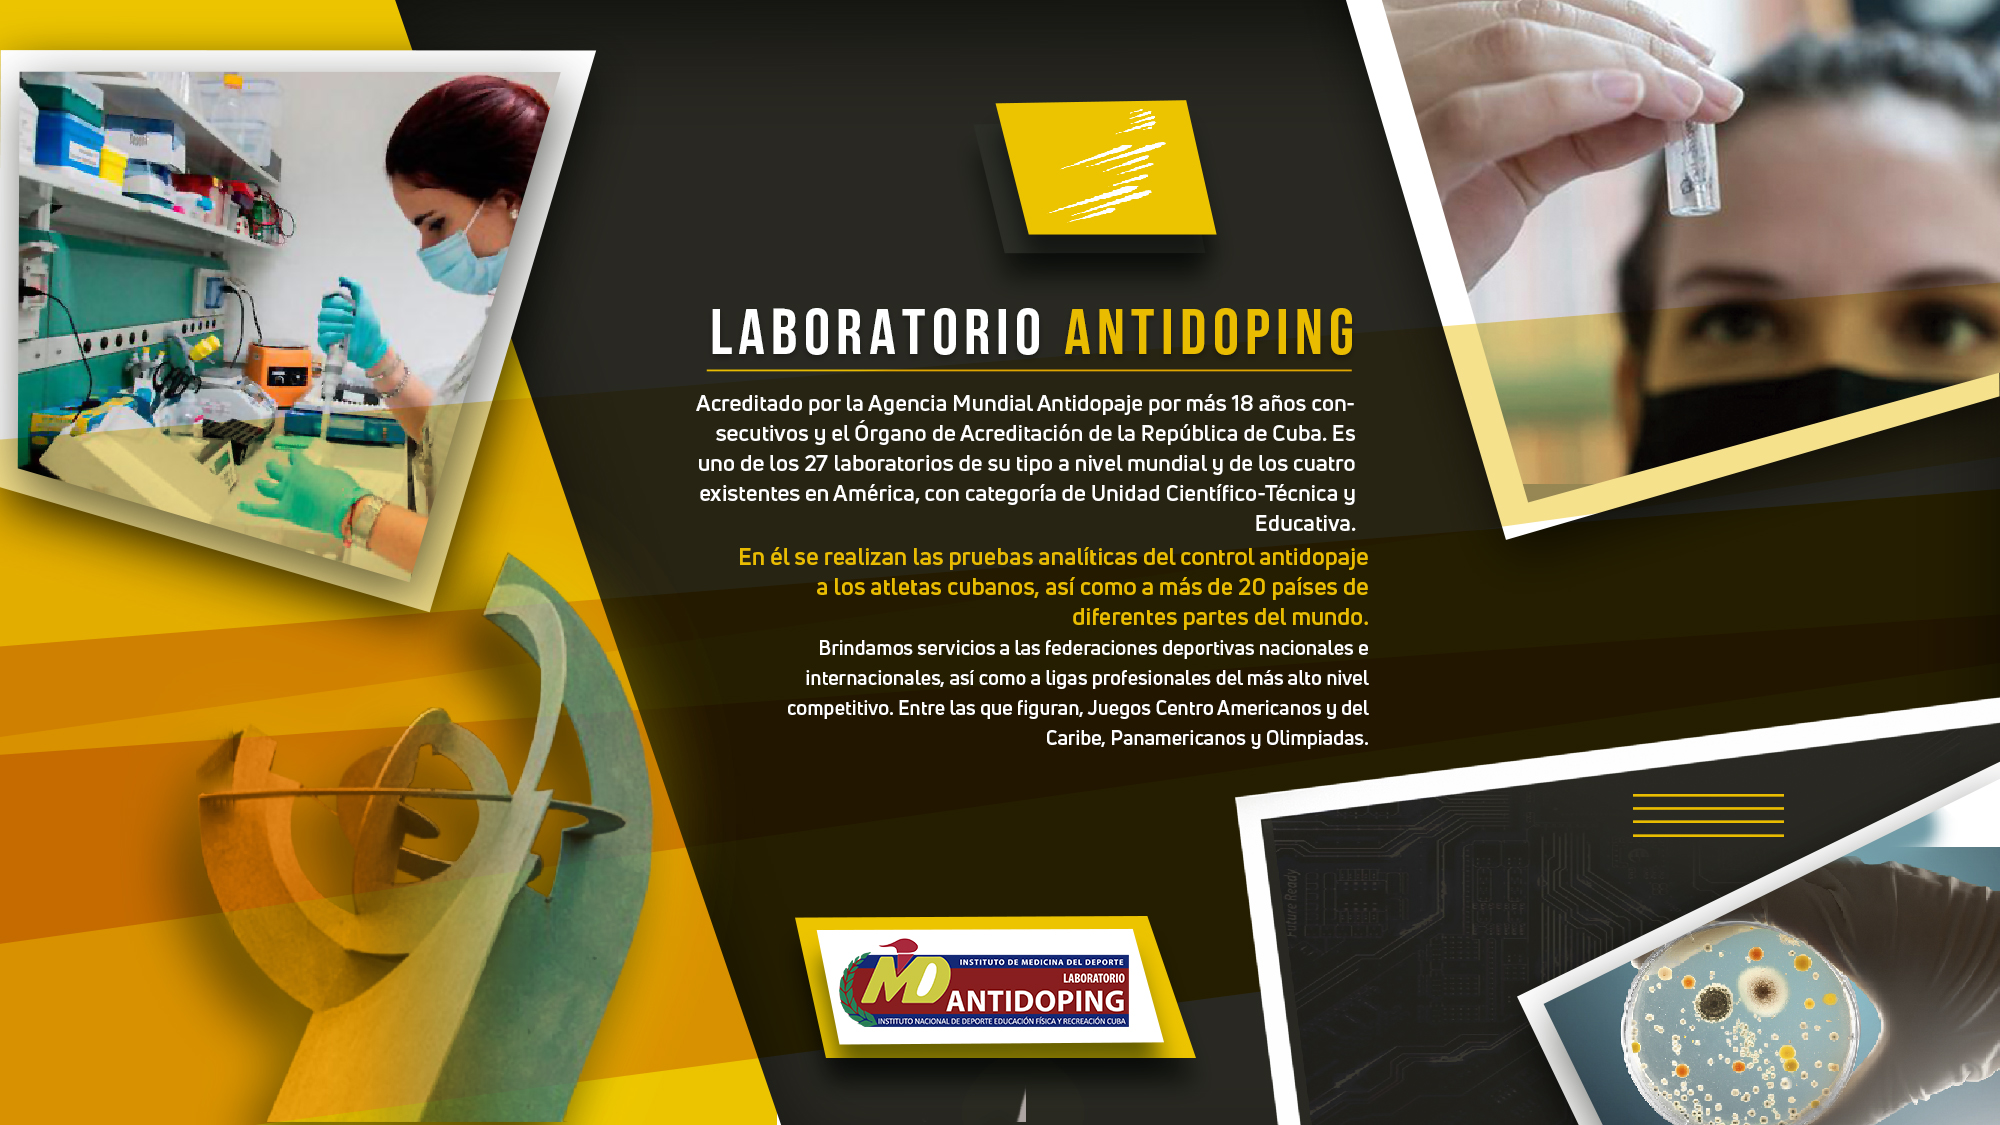 LABORATORIO ANTIDOPING
Acreditado por la Agencia Mundial Antidopaje por más 18 años con-
secutivos y el Órgano de Acreditación de la República de Cuba. Es
uno de los 27 laboratorios de su tipo a nivel mundial y de los cuatro
existentes en América, con categoría de Unidad Científico-Técnica y
Educativa.
En él se realizan las pruebas analíticas del control antidopaje
a los atletas cubanos, así como a más de 20 países de
diferentes partes del mundo.
Brindamos servicios a las federaciones deportivas nacionales e
internacionales, así como a ligas profesionales del más alto nivel
competitivo. Entre las que figuran, Juegos Centro Americanos y del
Caribe, Panamericanos y Olimpiadas.
Future Ready
MD
INSTITUTO DE MEDICINA DEL DEPORTE
LABORATORIO
ANTIDOPING
INSTITUTO NACIONAL DE DEPORTE EDUCACIÓN FÍSICA Y RECREACIÓN CUBA